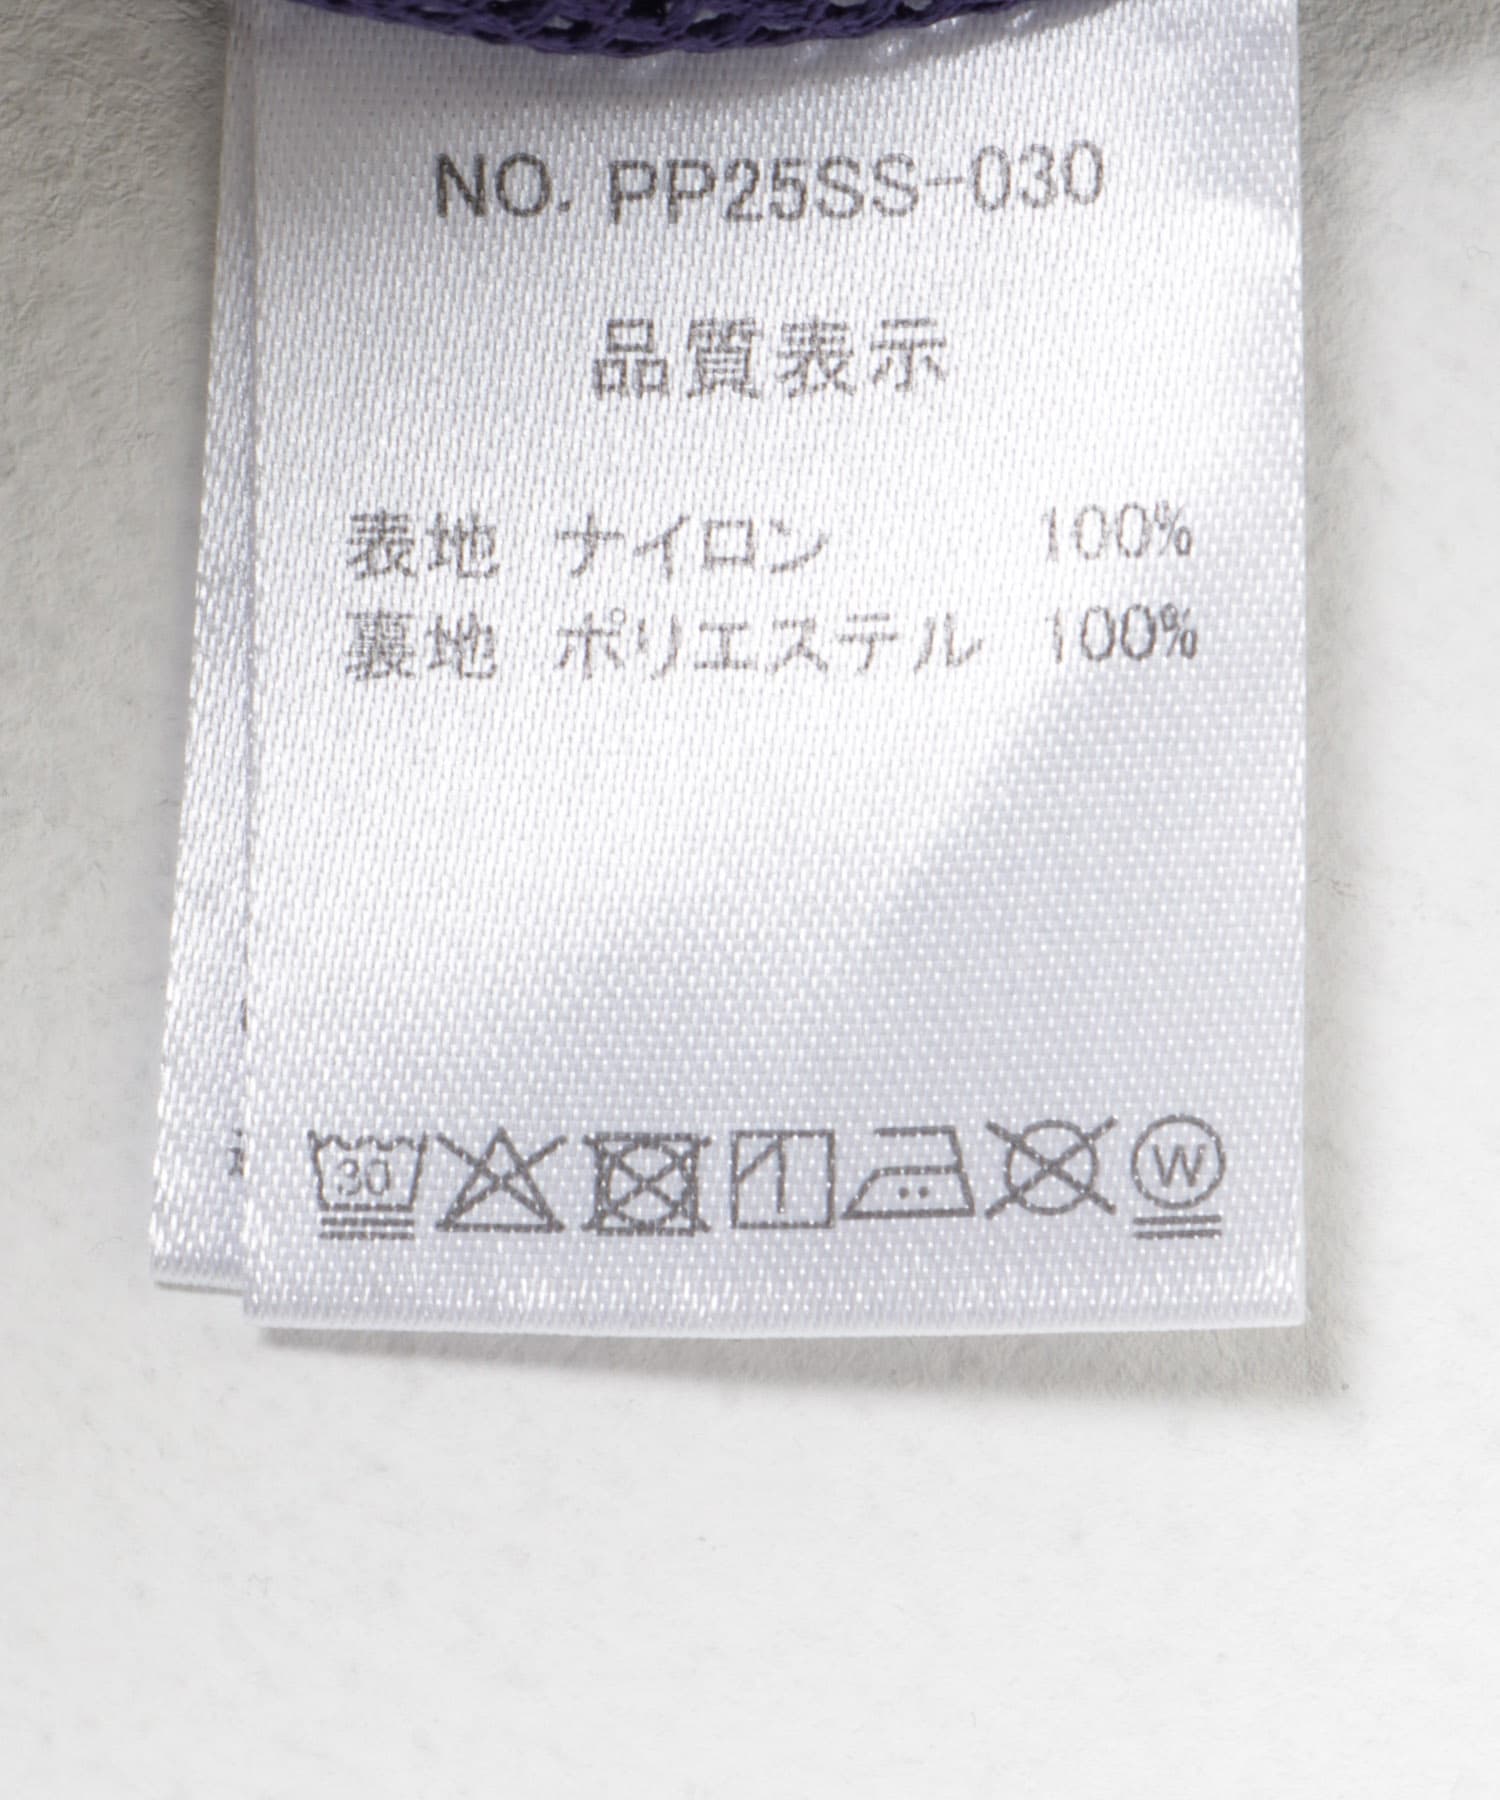 NO. PP25SS-030
品質表示
表地 ナイロン 100%
裏地 ポリエステル 100%
30 W